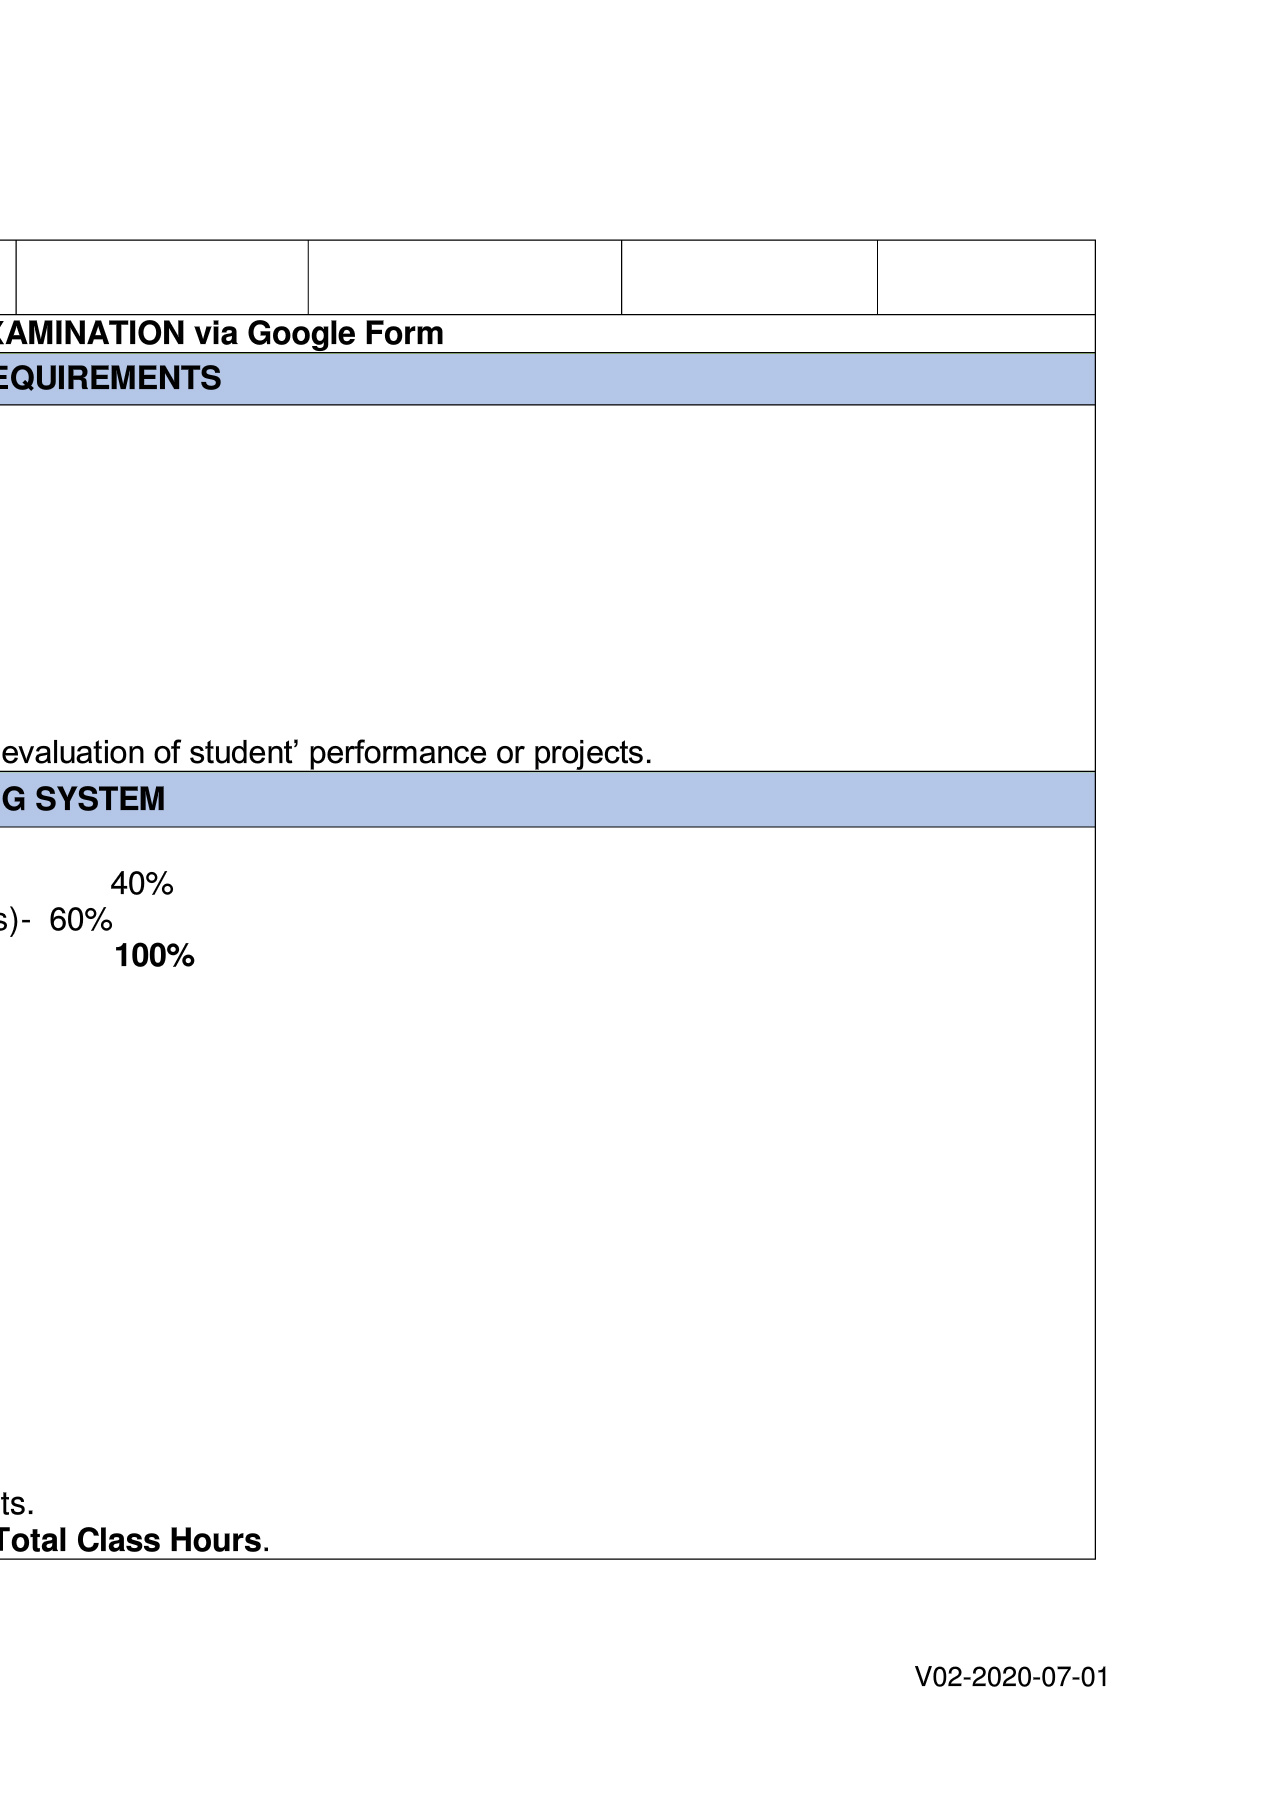 XAMINATION via Google Form
EQUIREMENTS
evaluation of student’ performance or projects.
G SYSTEM
40%
s)- 60%
100%
ts.
Total Class Hours.
V02-2020-07-01